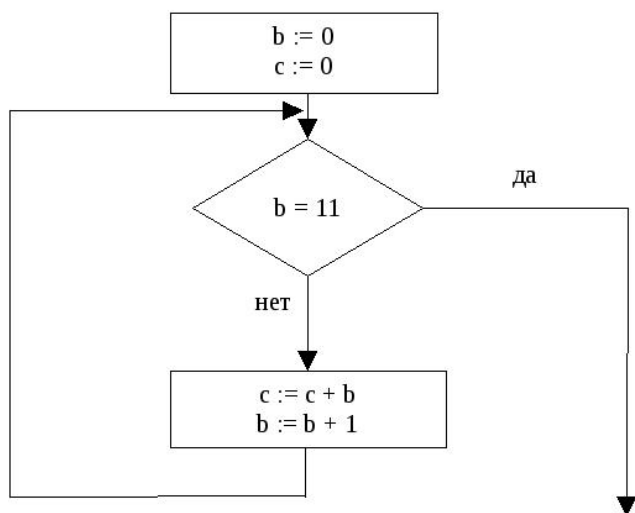 b := 0
c := 0
b = 11
да
нет
c := c + b
b := b + 1